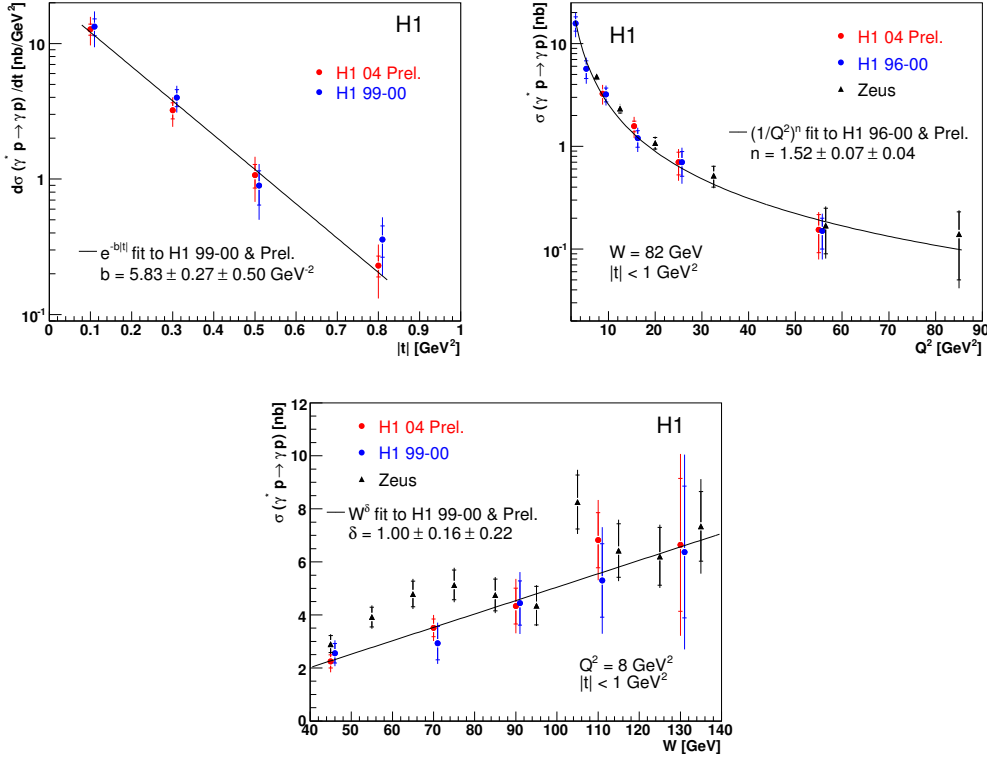 H1
dσ (γ* p → γ p) /dt [nb/GeV²]
10
1
10⁻¹
H1 04 Prel.
H1 99-00
e^-b|t| fit to H1 99-00 & Prel.
b = 5.83 ± 0.27 ± 0.50 GeV⁻²
0 0.1 0.2 0.3 0.4 0.5 0.6 0.7 0.8 0.9 1
|t| [GeV²]
H1
σ (γ* p → γ p) [nb]
10
1
10⁻¹
H1 04 Prel.
H1 96-00
Zeus
(1/Q²)ⁿ fit to H1 96-00 & Prel.
n = 1.52 ± 0.07 ± 0.04
W = 82 GeV
|t| < 1 GeV²
10 20 30 40 50 60 70 80 90
Q² [GeV²]
H1
σ (γ* p → γ p) [nb]
12
10
8
6
4
2
0
H1 04 Prel.
H1 99-00
Zeus
W^δ fit to H1 99-00 & Prel.
δ = 1.00 ± 0.16 ± 0.22
Q² = 8 GeV²
|t| < 1 GeV²
40 50 60 70 80 90 100 110 120 130 140
W [GeV]